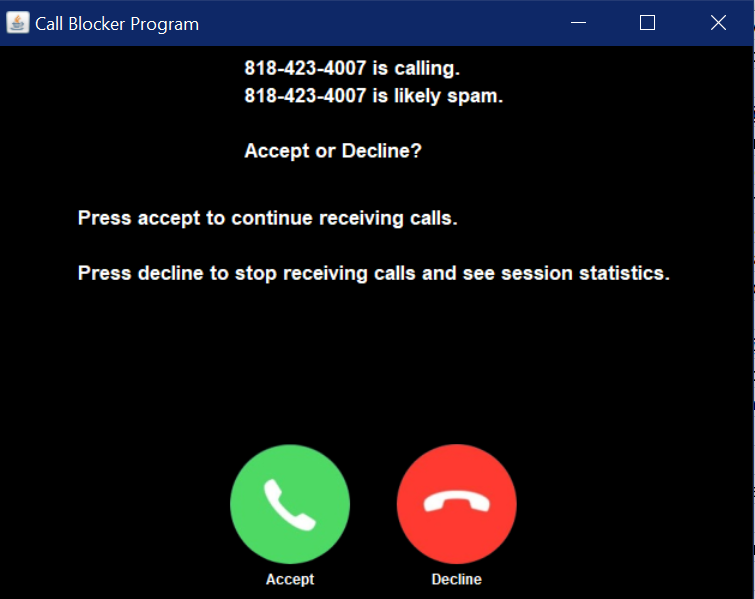 Call Blocker Program
818-423-4007 is calling.
818-423-4007 is likely spam.
Accept or Decline?
Press accept to continue receiving calls.
Press decline to stop receiving calls and see session statistics.
Accept
Decline